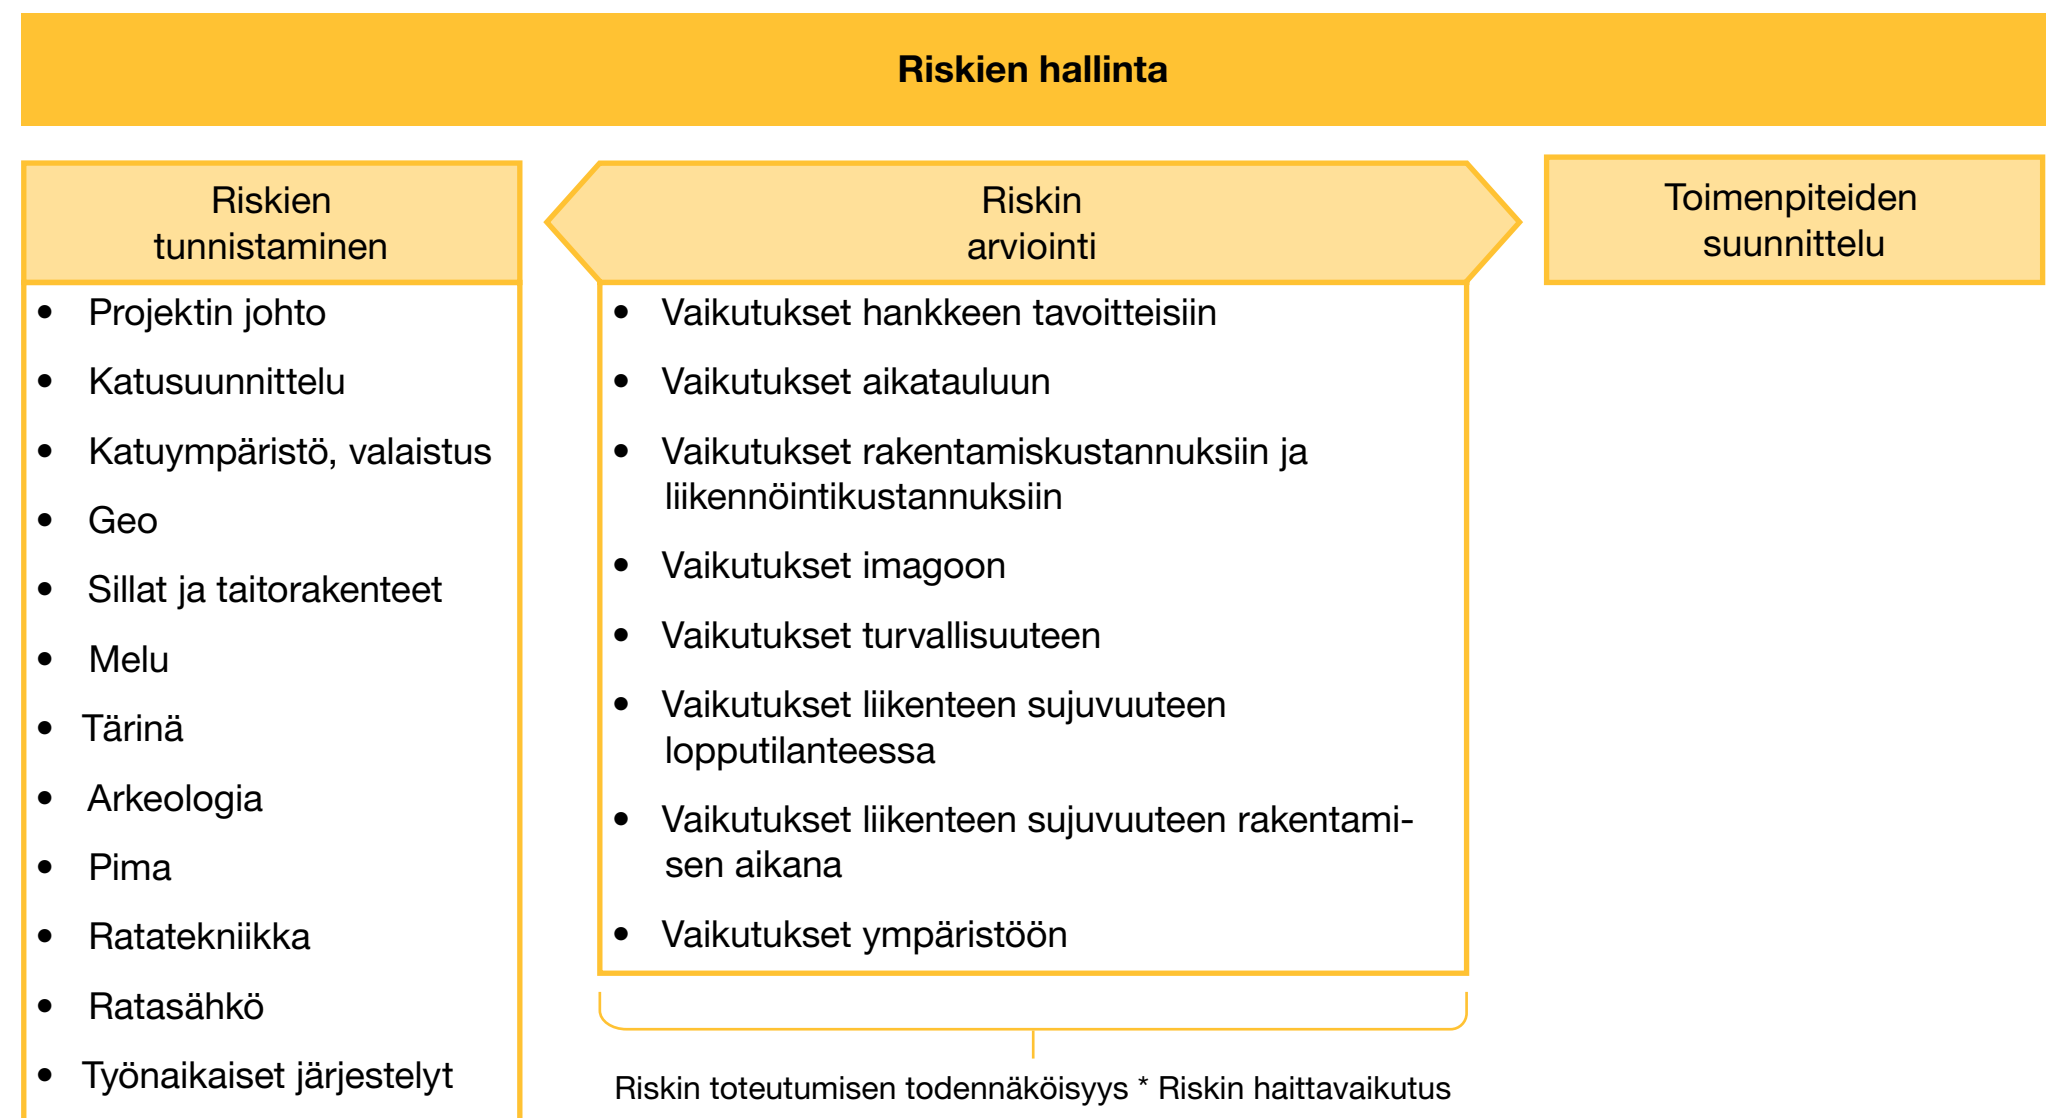 Riskien hallinta
Riskien
tunnistaminen
• Projektin johto
• Katusuunnittelu
• Katuympäristö, valaistus
• Geo
• Sillat ja taitorakenteet
• Melu
• Tärinä
• Arkeologia
• Pima
• Ratatekniikka
• Ratasähkö
• Työnaikaiset järjestelyt
Riskin
arviointi
• Vaikutukset hankkeen tavoitteisiin
• Vaikutukset aikatauluun
• Vaikutukset rakentamiskustannuksiin ja
liikennöintikustannuksiin
• Vaikutukset imagoon
• Vaikutukset turvallisuuteen
• Vaikutukset liikenteen sujuvuuteen
lopputilanteessa
• Vaikutukset liikenteen sujuvuuteen rakentami-
sen aikana
• Vaikutukset ympäristöön
Riskin toteutumisen todennäköisyys * Riskin haittavaikutus
Toimenpiteiden
suunnittelu